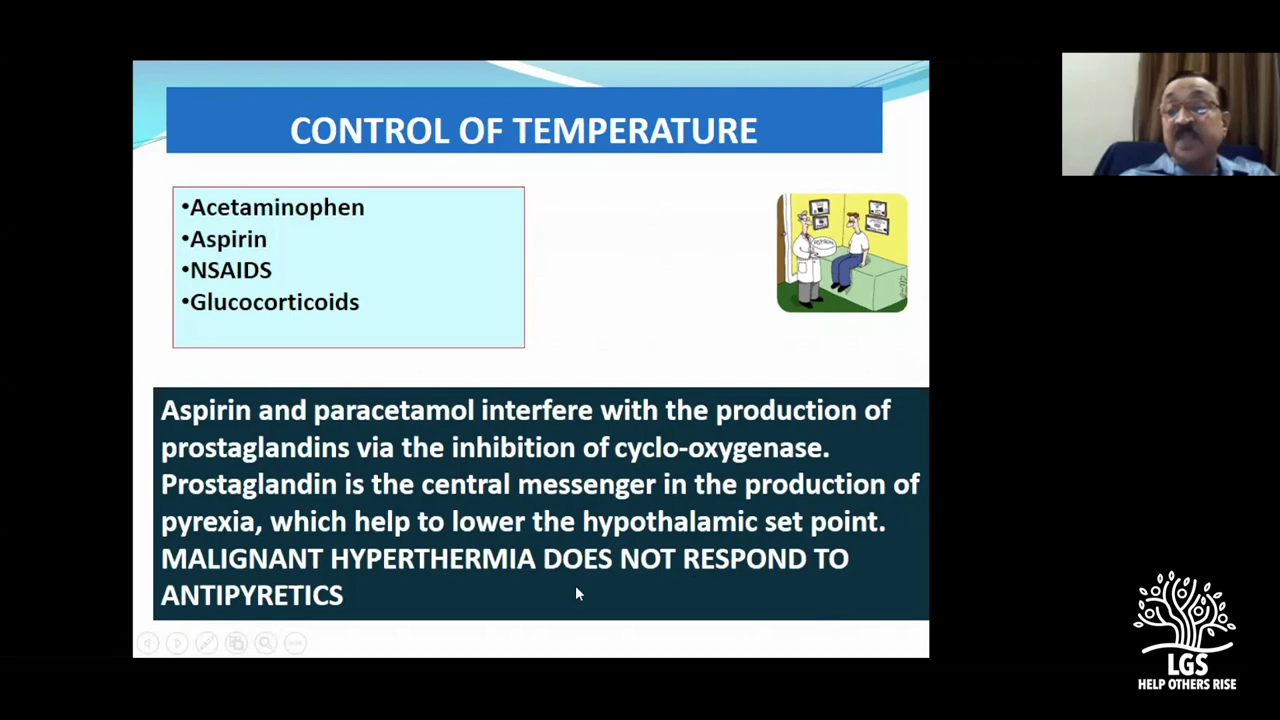 CONTROL OF TEMPERATURE
•Acetaminophen
•Aspirin
•NSAIDS
•Glucocorticoids
Aspirin and paracetamol interfere with the production of
prostaglandins via the inhibition of cyclo-oxygenase.
Prostaglandin is the central messenger in the production of
pyrexia, which help to lower the hypothalamic set point.
MALIGNANT HYPERTHERMIA DOES NOT RESPOND TO
ANTIPYRETICS
LGS
HELP OTHERS RISE